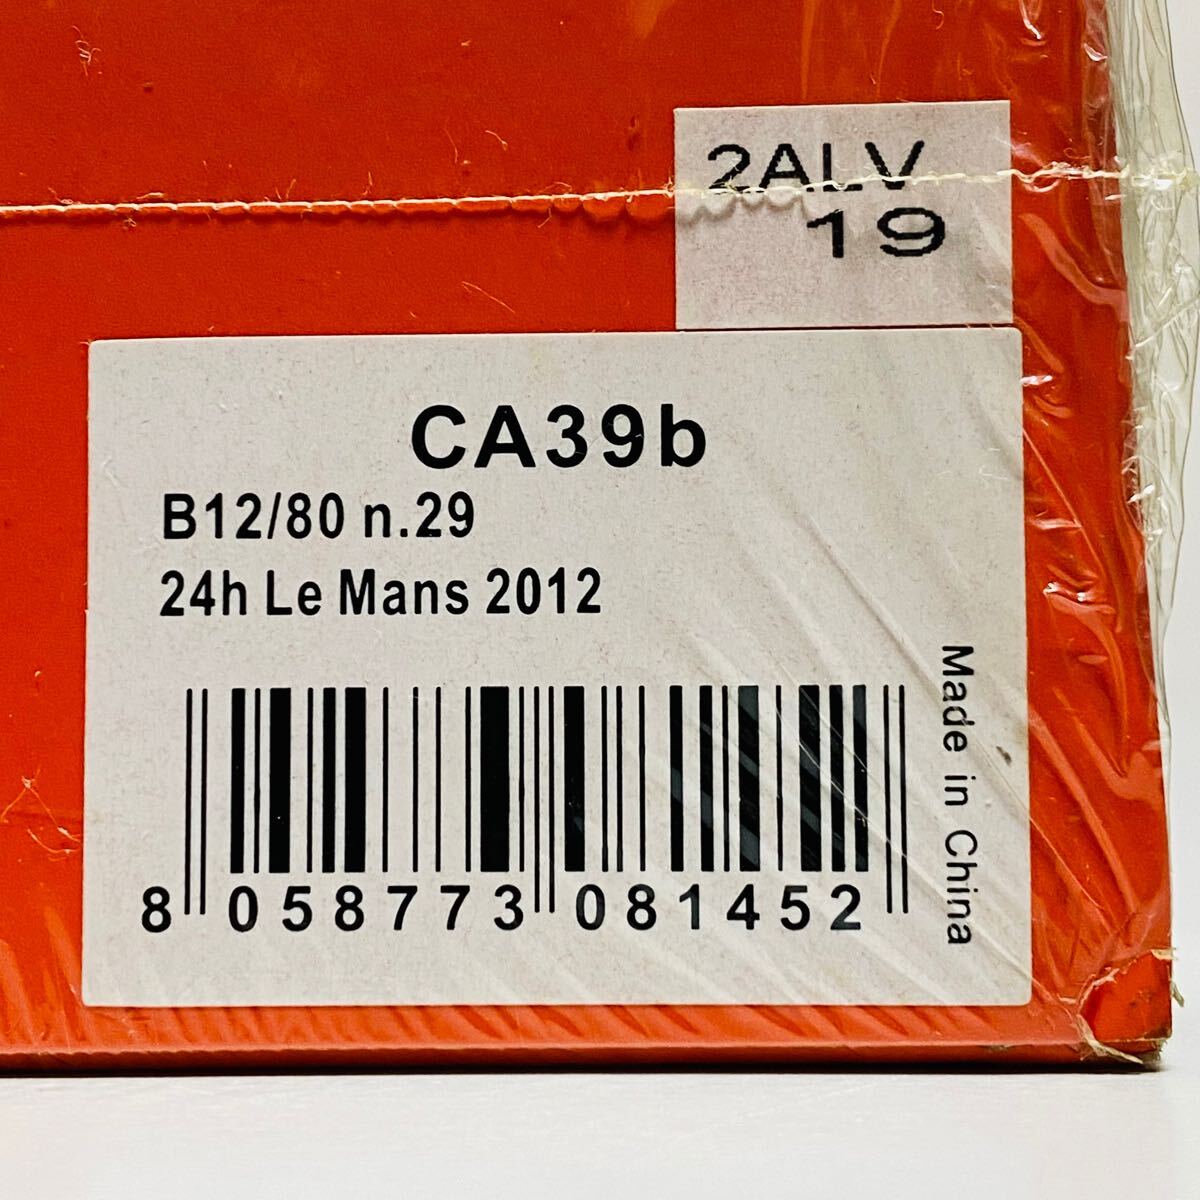 2ALV
19
CA39b
B12/80 n.29
24h Le Mans 2012
Made in China
8 058773 081452